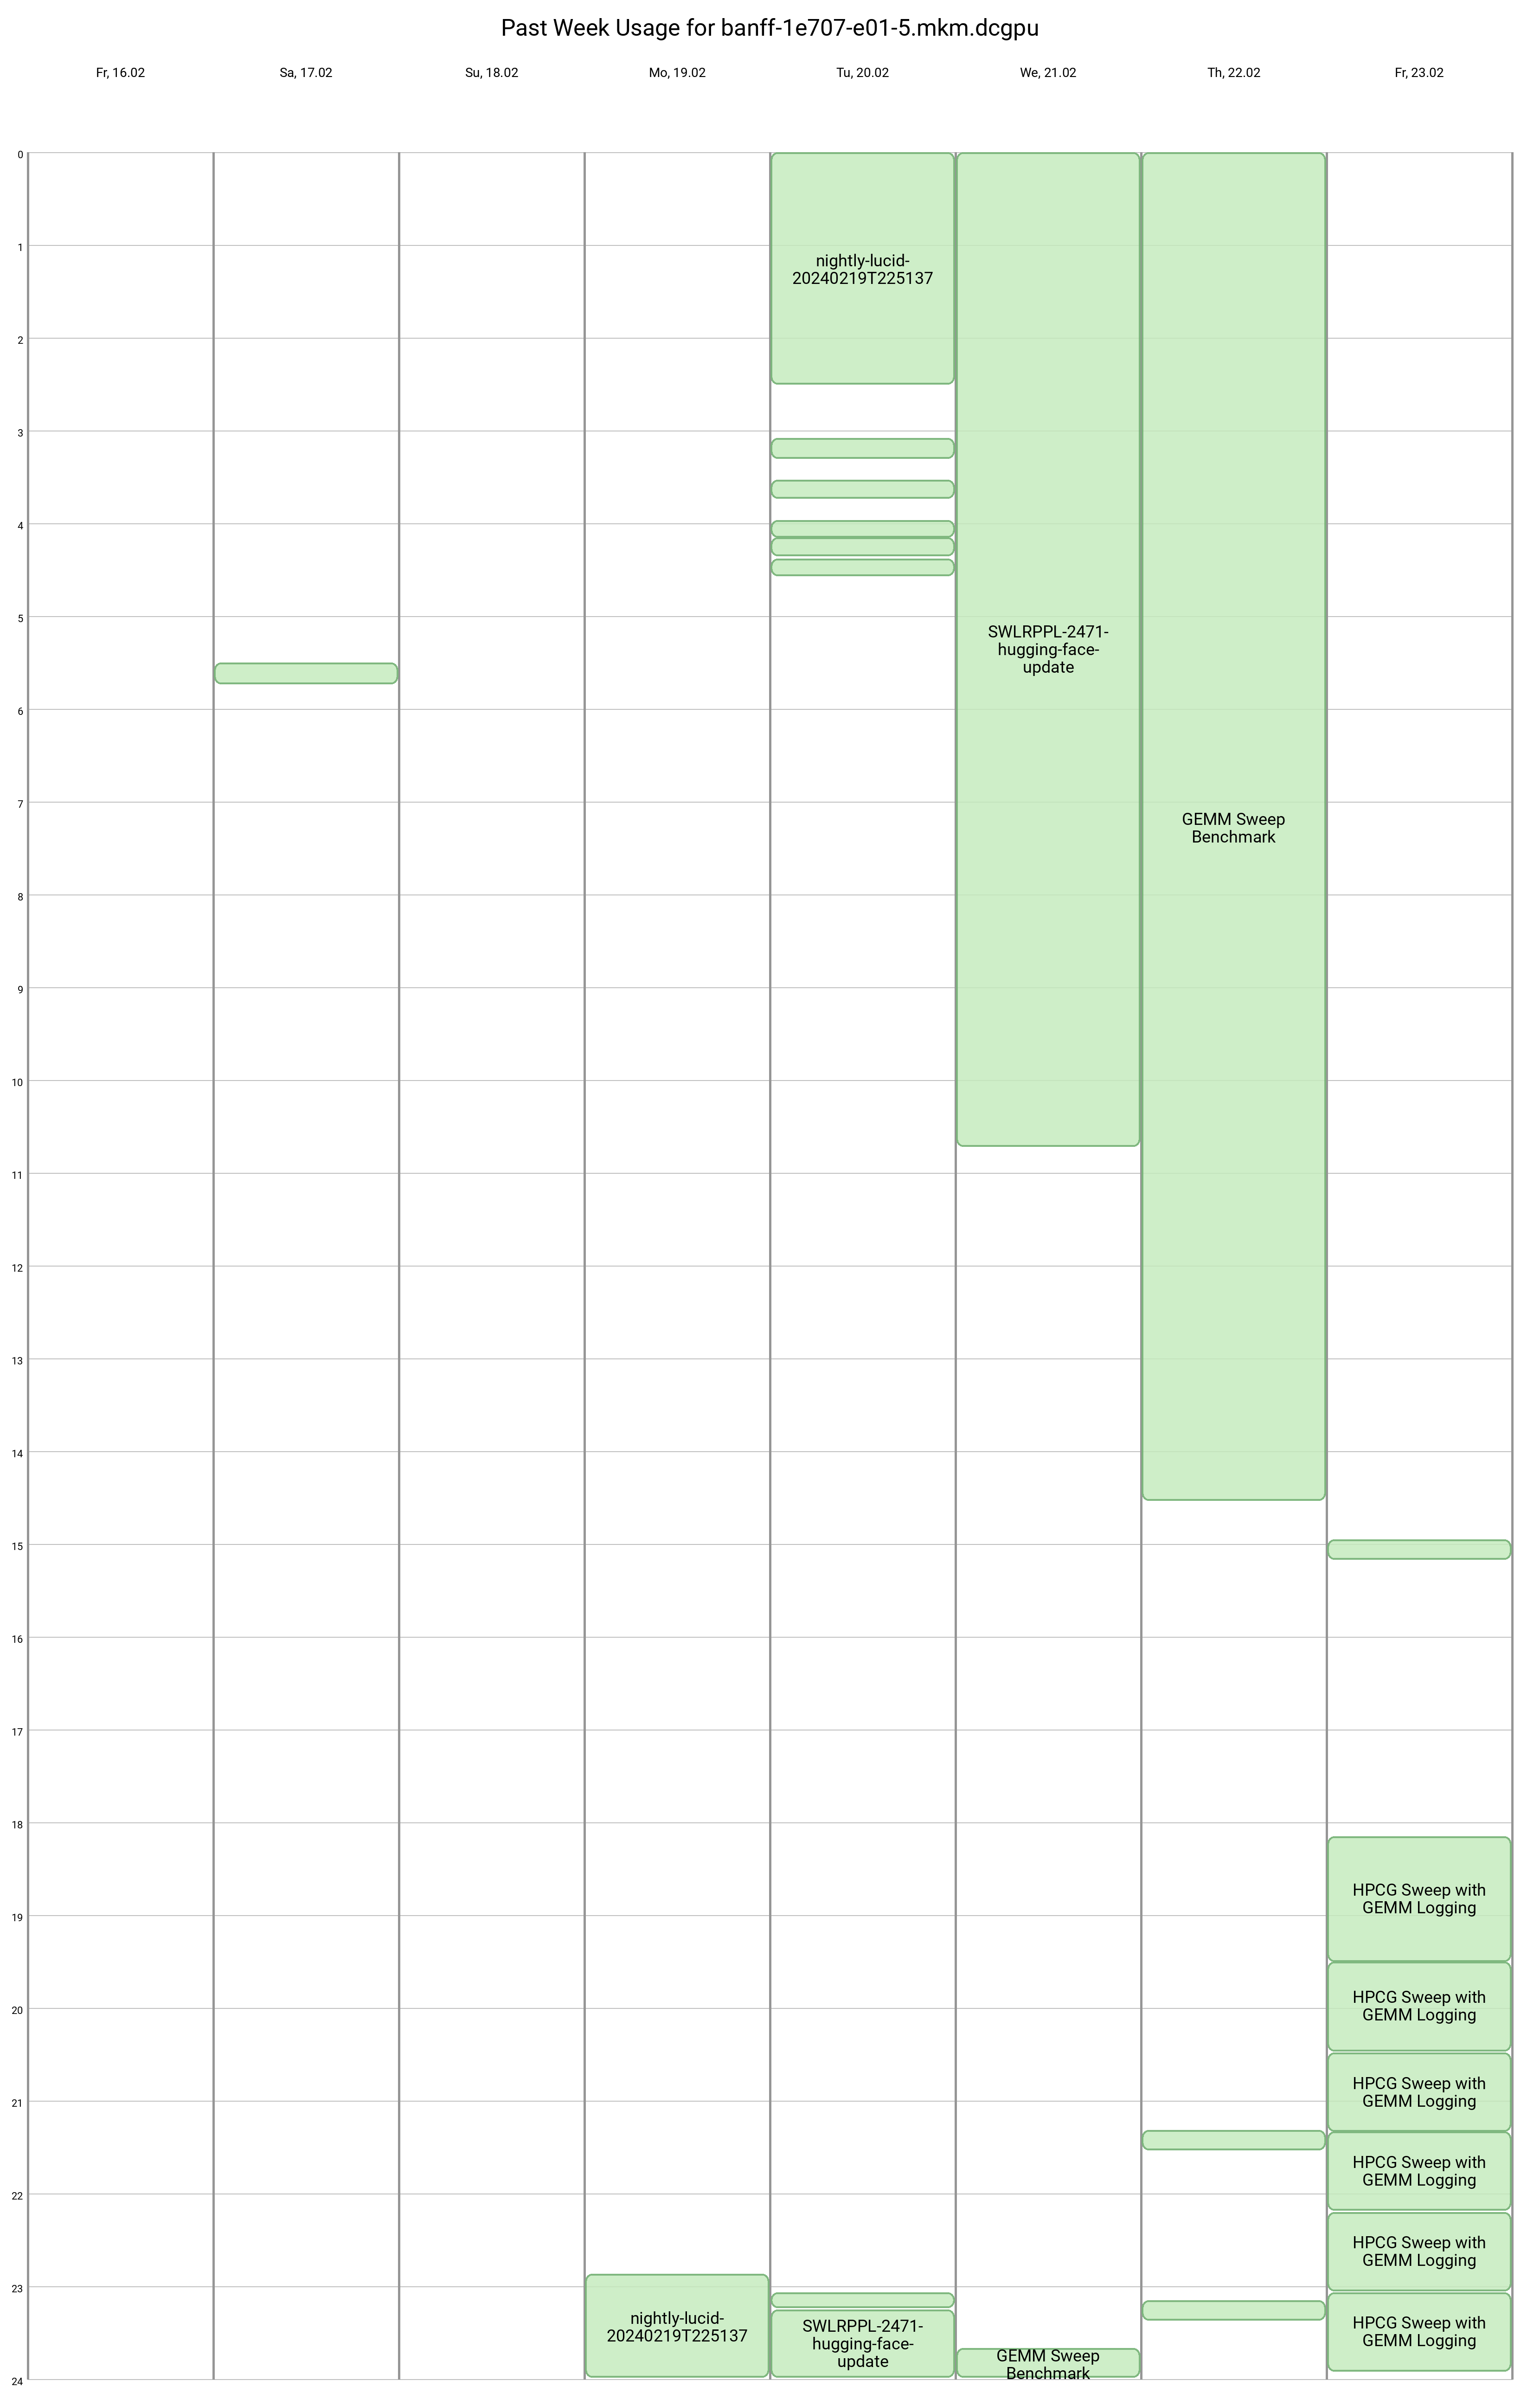 Past Week Usage for banff-1e707-e01-5.mkm.dcgpu
Fr, 16.02
Sa, 17.02
Su, 18.02
Mo, 19.02
Tu, 20.02
We, 21.02
Th, 22.02
Fr, 23.02
0
1
nightly-lucid-
20240219T225137
2
3
4
5
SWLRPPL-2471-
hugging-face-
update
6
7
GEMM Sweep
Benchmark
8
9
10
11
12
13
14
15
16
17
18
HPCG Sweep with
GEMM Logging
19
HPCG Sweep with
GEMM Logging
20
HPCG Sweep with
GEMM Logging
21
HPCG Sweep with
GEMM Logging
22
HPCG Sweep with
GEMM Logging
23
nightly-lucid-
20240219T225137
SWLRPPL-2471-
hugging-face-
update
GEMM Sweep
Benchmark
HPCG Sweep with
GEMM Logging
24